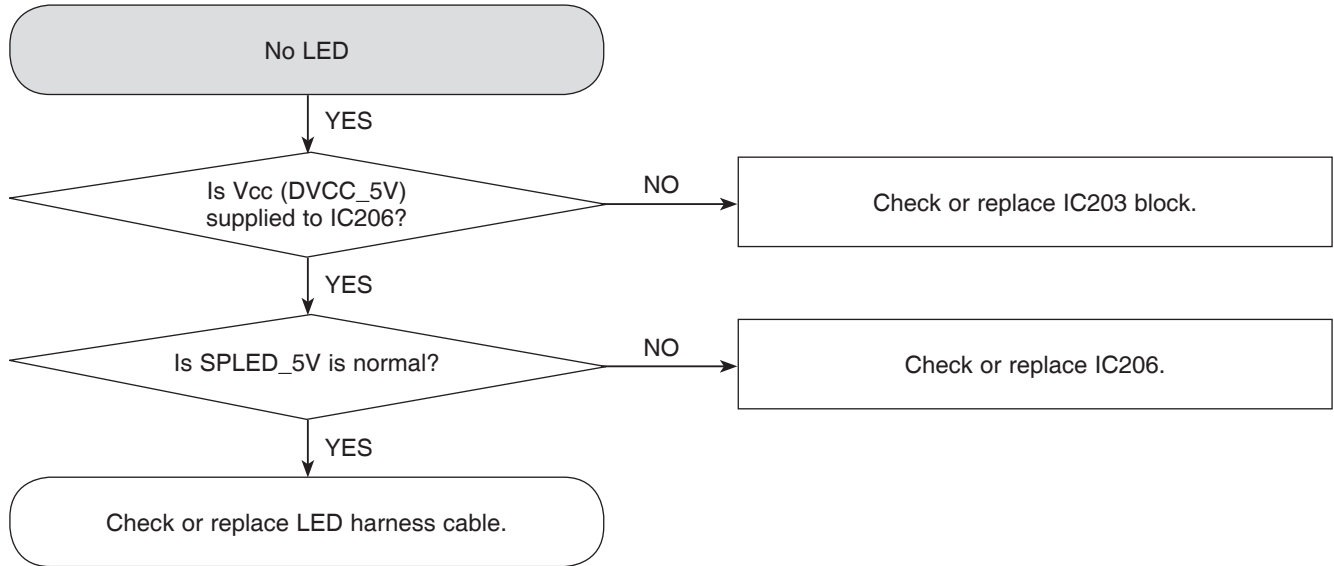 No LED
YES
Is Vcc (DVCC_5V)
supplied to IC206?
NO
Check or replace IC203 block.
YES
Is SPLED_5V is normal?
NO
Check or replace IC206.
YES
Check or replace LED harness cable.